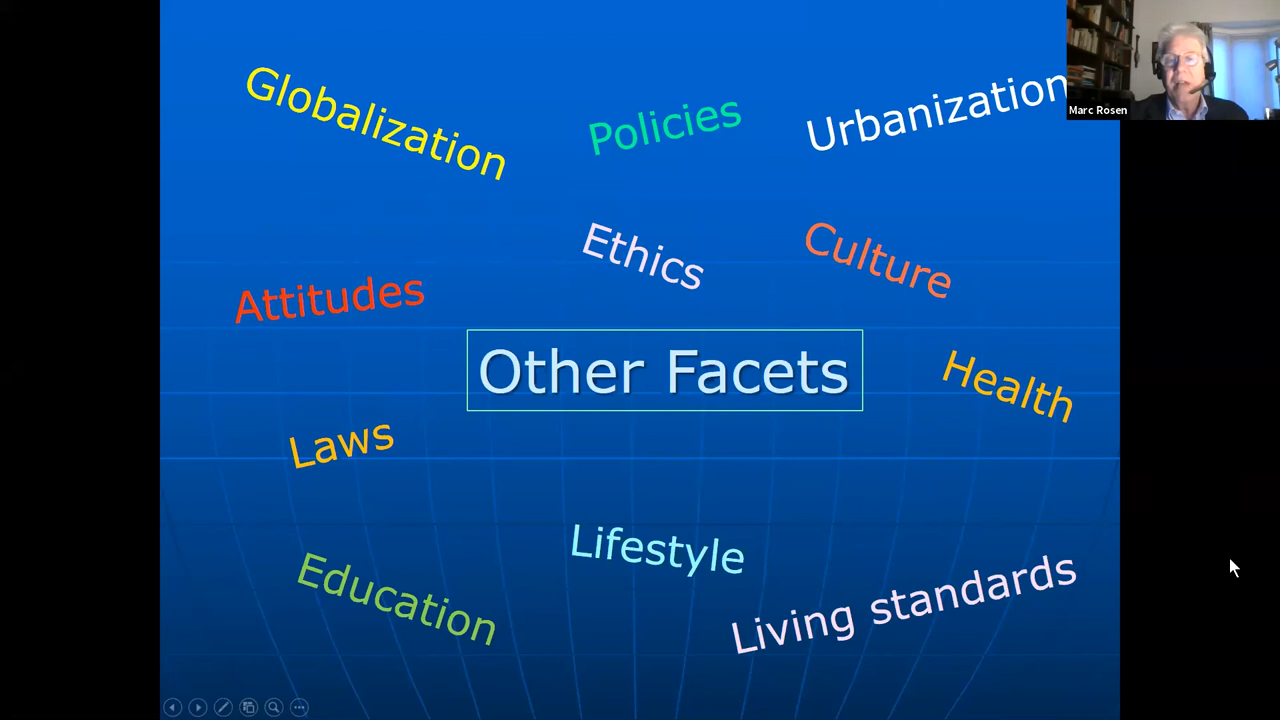 Globalization
Policies
Urbanization
Marc Rosen
Ethics
Culture
Attitudes
Other Facets
Health
Laws
Lifestyle
Education
Living standards